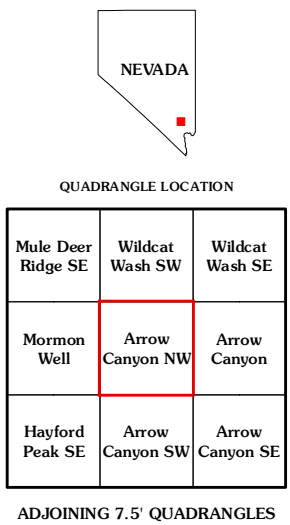 NEVADA
QUADRANGLE LOCATION
Mule Deer
Ridge SE
Wildcat
Wash SW
Wildcat
Wash SE
Mormon
Well
Arrow
Canyon NW
Arrow
Canyon
Hayford
Peak SE
Arrow
Canyon SW
Arrow
Canyon SE
ADJOINING 7.5' QUADRANGLES